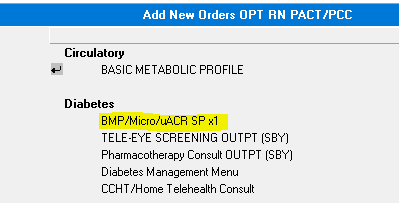 Add New Orders OPT RN PACT/PCC
Circulatory
BASIC METABOLIC PROFILE
Diabetes
BMP/Micro/uACR SP x1
TELE-EYE SCREENING OUTPT (SBY)
Pharmacotherapy Consult OUTPT (SBY)
Diabetes Management Menu
CCHT/Home Telehealth Consult